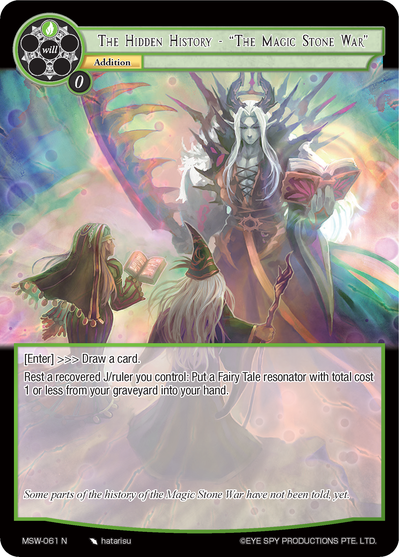 The Hidden History - "The Magic Stone War"
will
Addition
0
[Enter] >>> Draw a card.
Rest a recovered J/ruler you control: Put a Fairy Tale resonator with total cost
1 or less from your graveyard into your hand.
Some parts of the history of the Magic Stone War have not been told, yet.
MSW-061 N hatarisu ©EYE SPY PRODUCTIONS PTE. LTD.